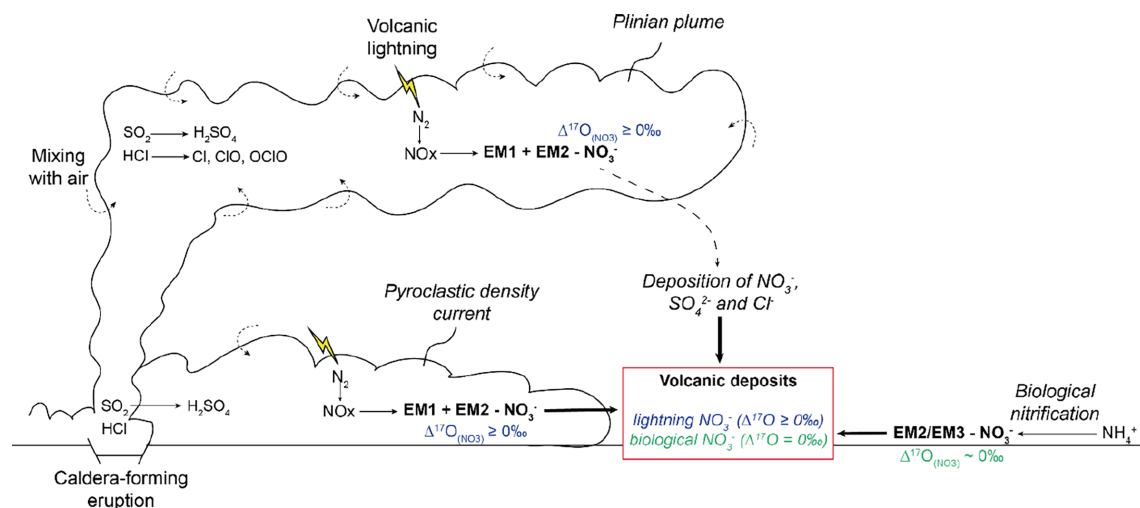 Plinian plume
Volcanic
lightning
N₂
SO₂ H₂SO₄
HCl Cl, ClO, OClO
Δ¹⁷O(NO3) ≥ 0‰
NOx EM1 + EM2 - NO₃⁻
Mixing
with air
Deposition of NO₃⁻,
SO₄²⁻ and Cl⁻
Pyroclastic density
current
N₂
NOx EM1 + EM2 - NO₃⁻
Δ¹⁷O(NO3) ≥ 0‰
SO₂ H₂SO₄
HCl
Caldera-forming
eruption
Volcanic deposits
lightning NO₃⁻ (Δ¹⁷O ≥ 0‰)
biological NO₃⁻ (Δ¹⁷O = 0‰)
Biological
nitrification
EM2/EM3 - NO₃⁻ NH₄⁺
Δ¹⁷O(NO3) ~ 0‰